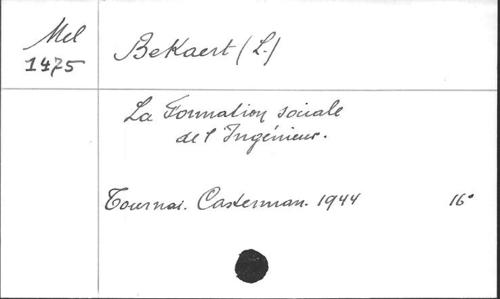 Mel
1475
Bekaert (L.)
La Formation sociale
de l'Ingénieur.
Tournai. Casterman. 1944 16°